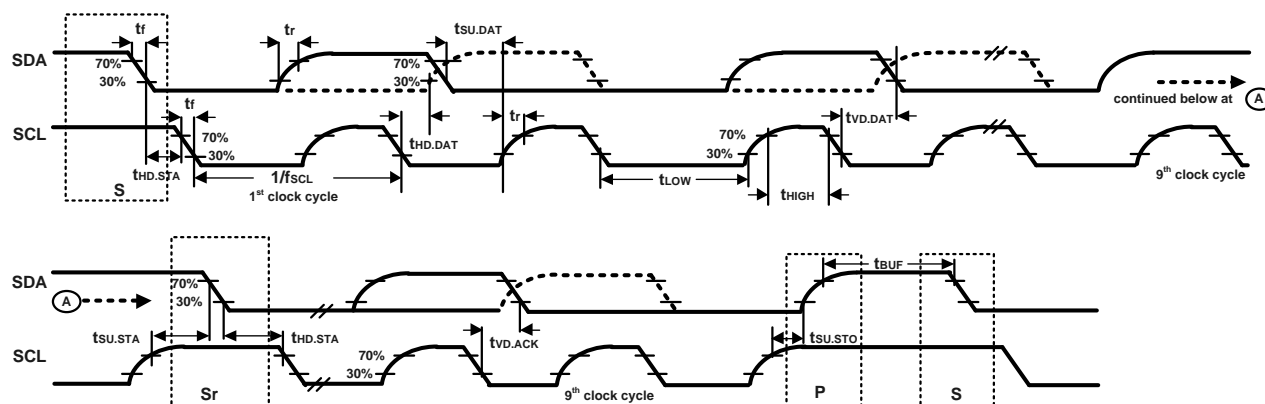 tf
tr
tSU.DAT
SDA
70%
30%
70%
30%
continued below at A
tf
tr
tHD.DAT
tVD.DAT
SCL
70%
30%
70%
30%
tHD.STA
1/fSCL
tLOW
tHIGH
S
1st clock cycle
9th clock cycle
SDA
70%
30%
tBUF
A
tSU.STA
tHD.STA
tVD.ACK
tSU.STO
SCL
70%
30%
9th clock cycle
Sr
P
S